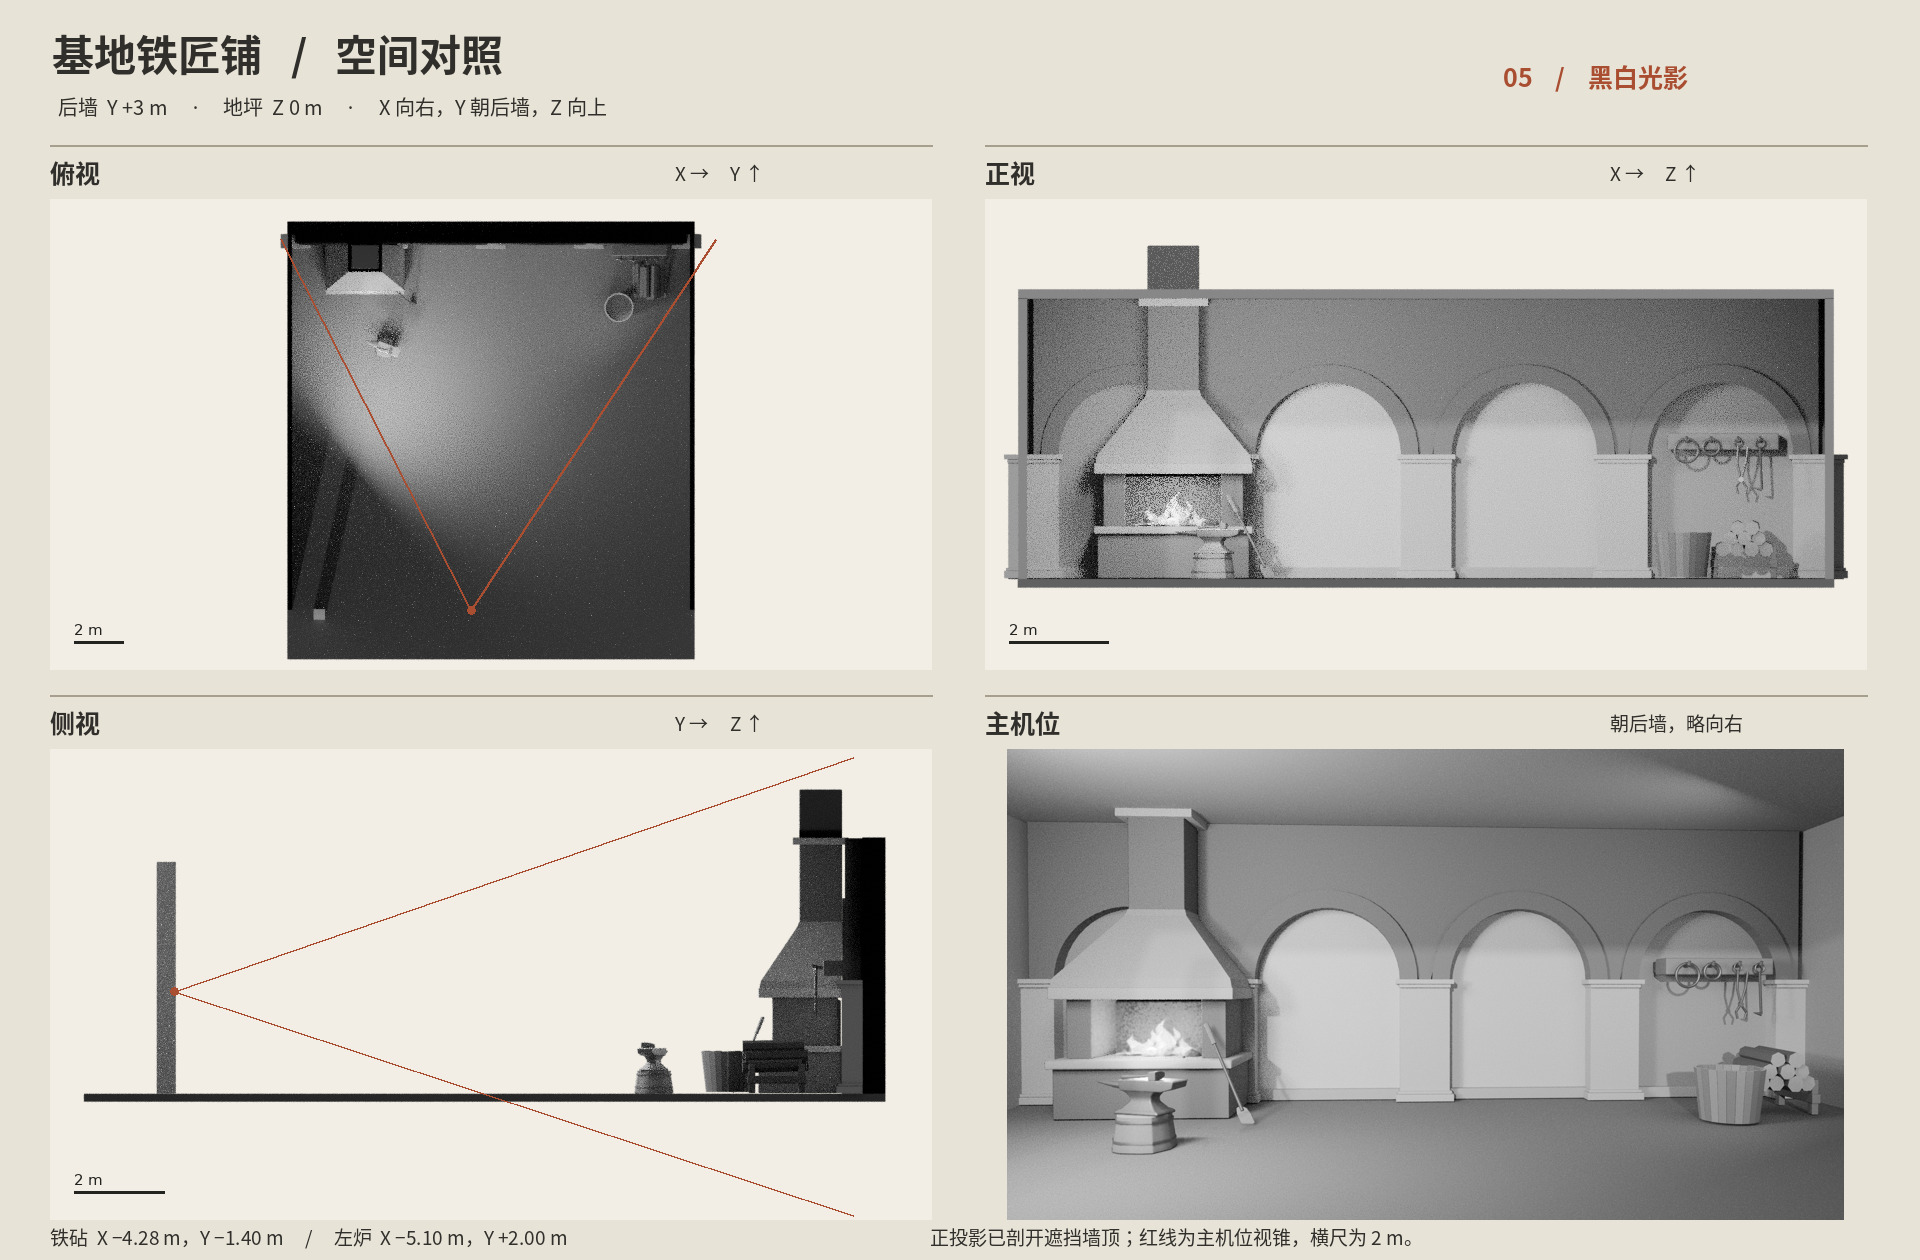 基地铁匠铺 / 空间对照
05 / 黑白光影
后墙 Y +3 m · 地坪 Z 0 m · X 向右，Y 朝后墙，Z 向上
俯视 X → Y ↑
正视 X → Z ↑
2 m
2 m
侧视 Y → Z ↑
主机位 朝后墙，略向右
2 m
铁砧 X −4.28 m，Y −1.40 m / 左炉 X −5.10 m，Y +2.00 m
正投影已剖开遮挡墙顶；红线为主机位视锥，横尺为 2 m。